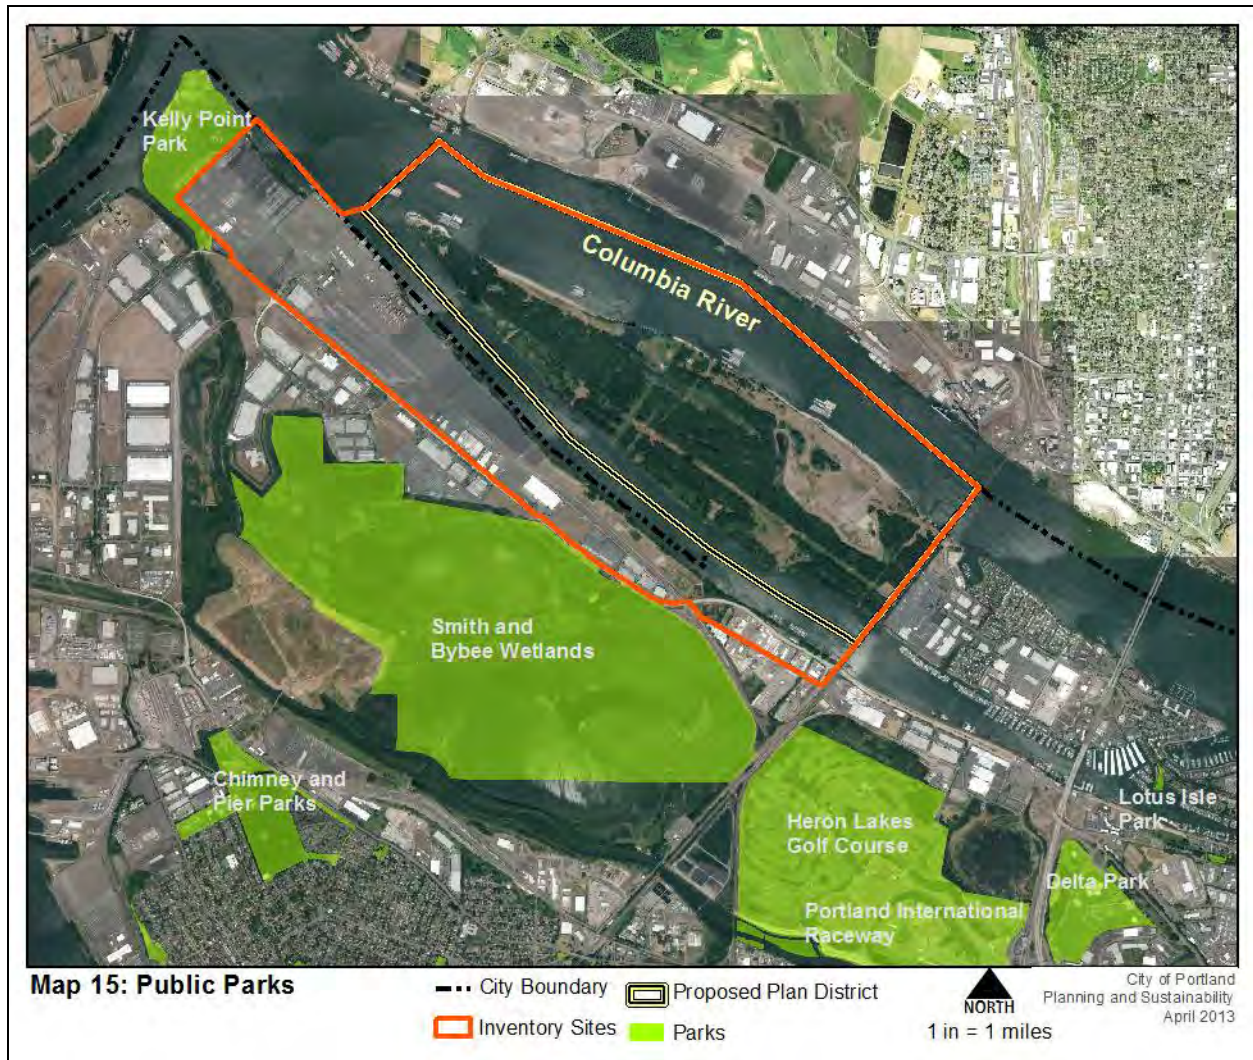 Kelly Point
Park
Columbia River
Smith and
Bybee Wetlands
Chimney and
Pier Parks
Heron Lakes
Golf Course
Lotus Isle
Park
Delta Park
Portland International
Raceway
Map 15: Public Parks
City Boundary
Proposed Plan District
Inventory Sites
Parks
NORTH
1 in = 1 miles
City of Portland
Planning and Sustainability
April 2013